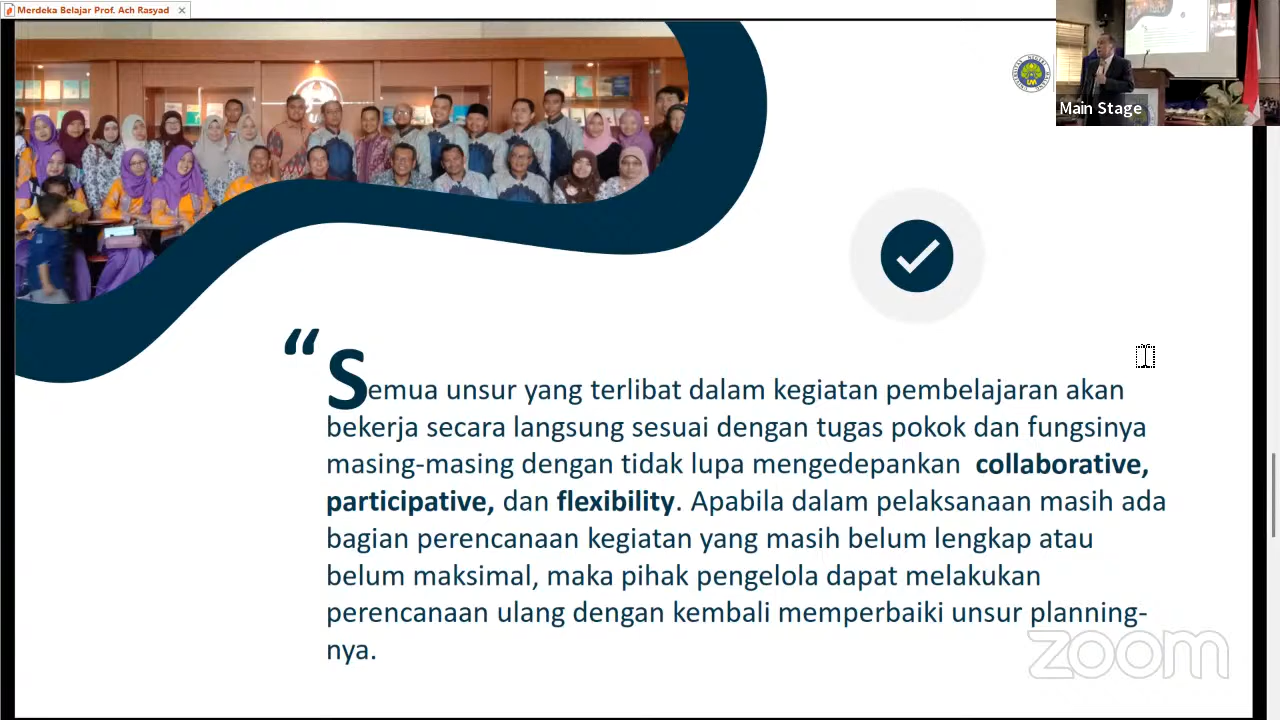 Merdeka Belajar Prof. Ach Rasyad
Main Stage
“Semua unsur yang terlibat dalam kegiatan pembelajaran akan
bekerja secara langsung sesuai dengan tugas pokok dan fungsinya
masing-masing dengan tidak lupa mengedepankan collaborative,
participative, dan flexibility. Apabila dalam pelaksanaan masih ada
bagian perencanaan kegiatan yang masih belum lengkap atau
belum maksimal, maka pihak pengelola dapat melakukan
perencanaan ulang dengan kembali memperbaiki unsur planning-
nya.
zoom